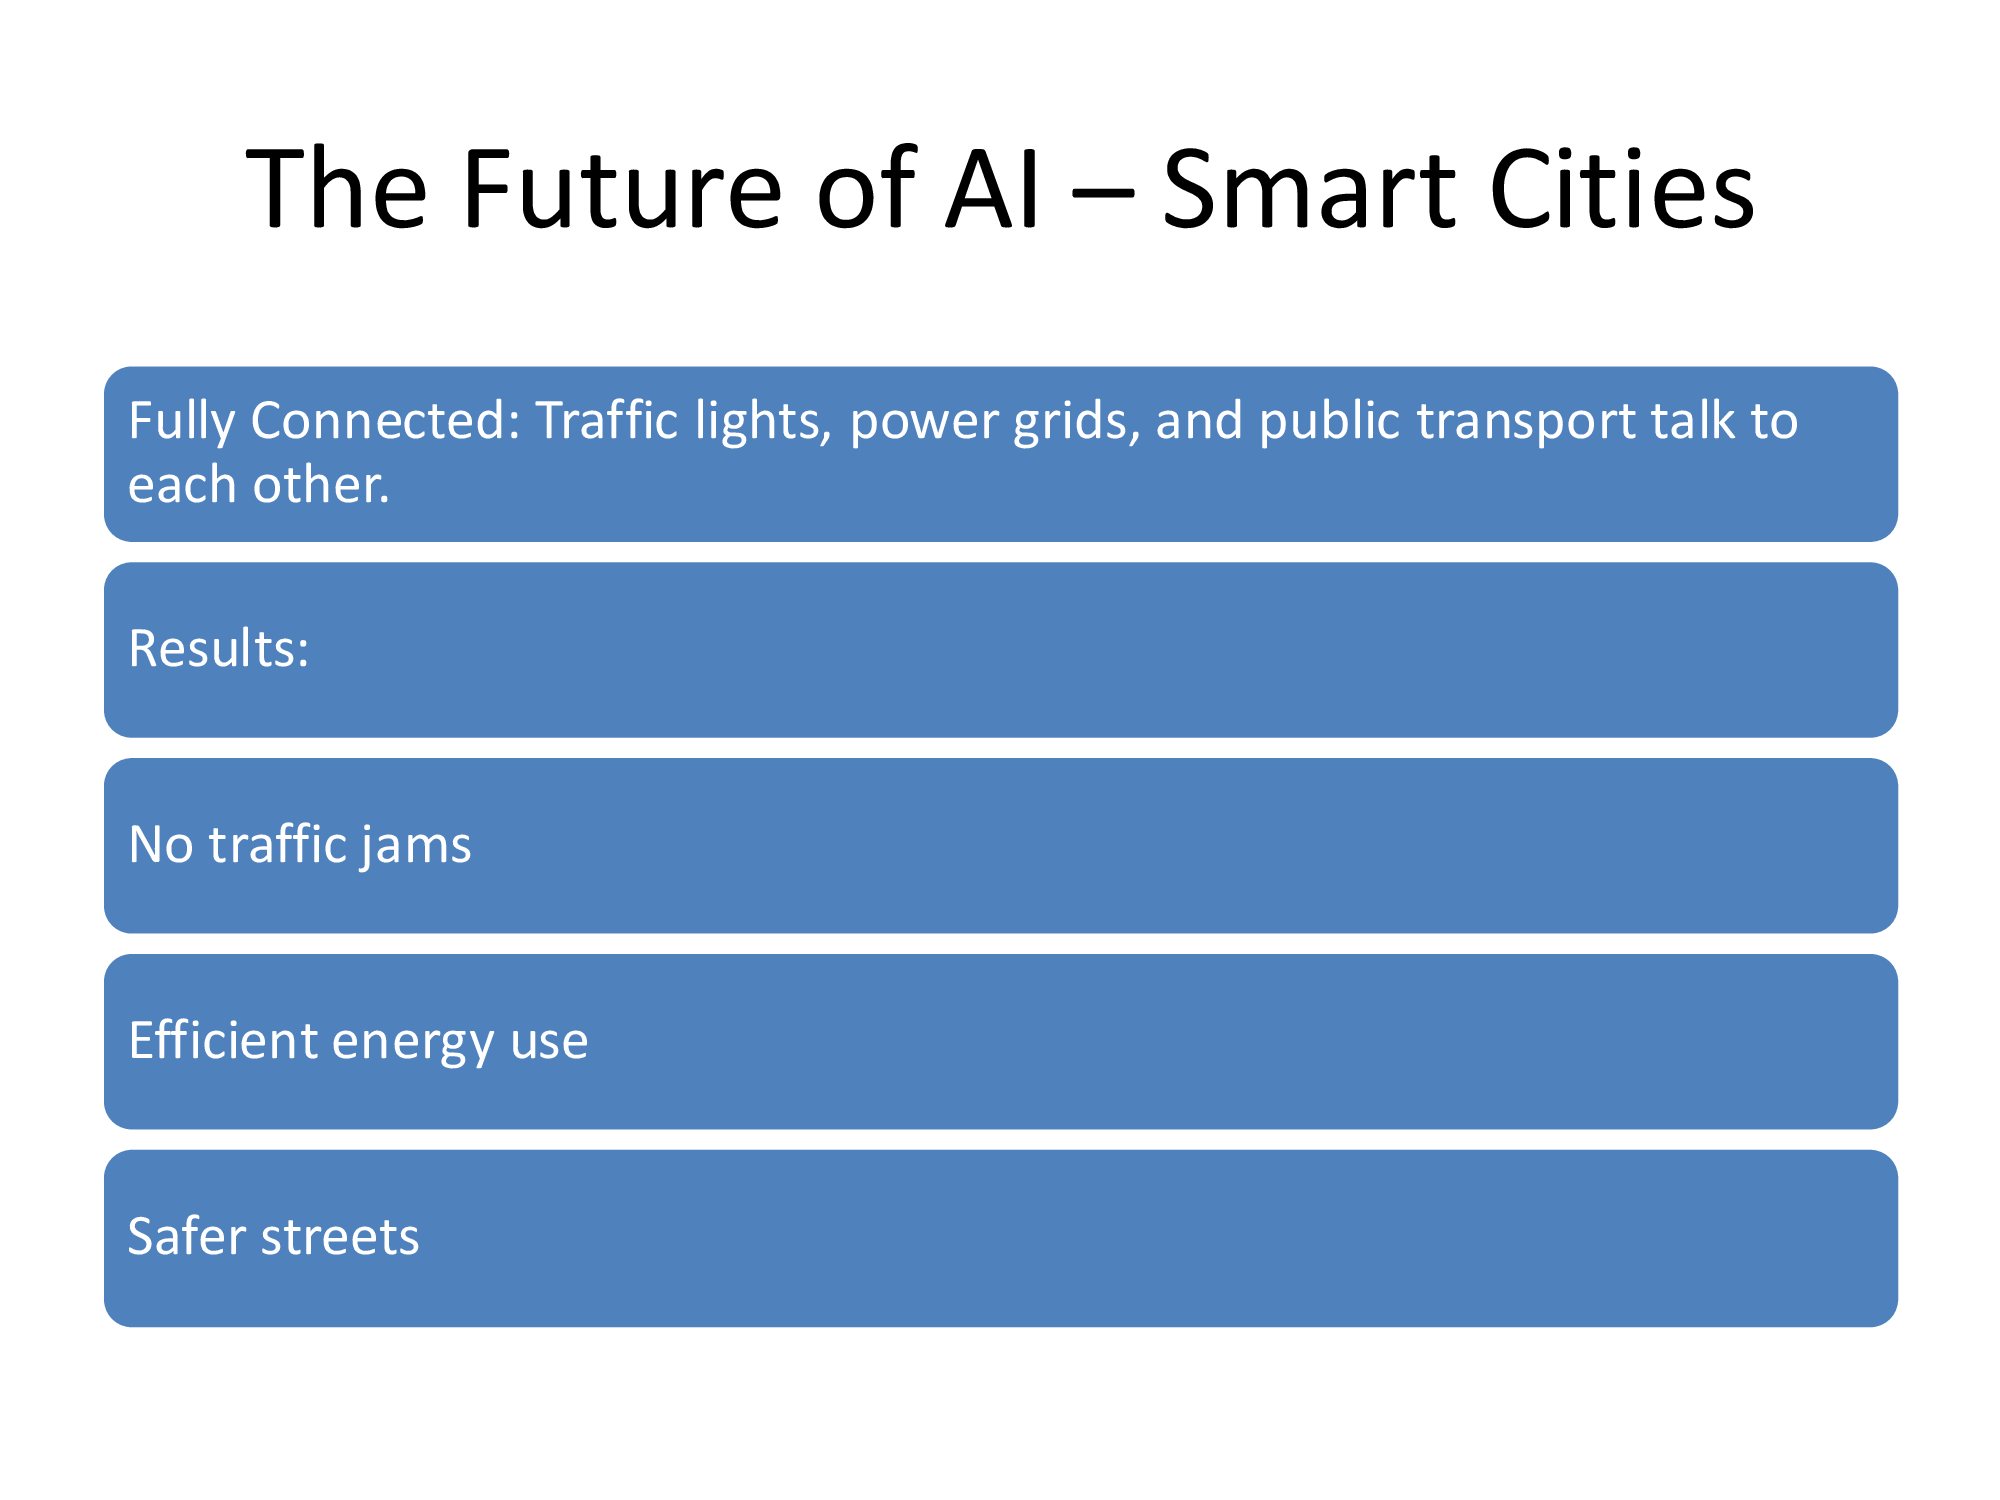 The Future of AI – Smart Cities
Fully Connected: Traffic lights, power grids, and public transport talk to
each other.
Results:
No traffic jams
Efficient energy use
Safer streets